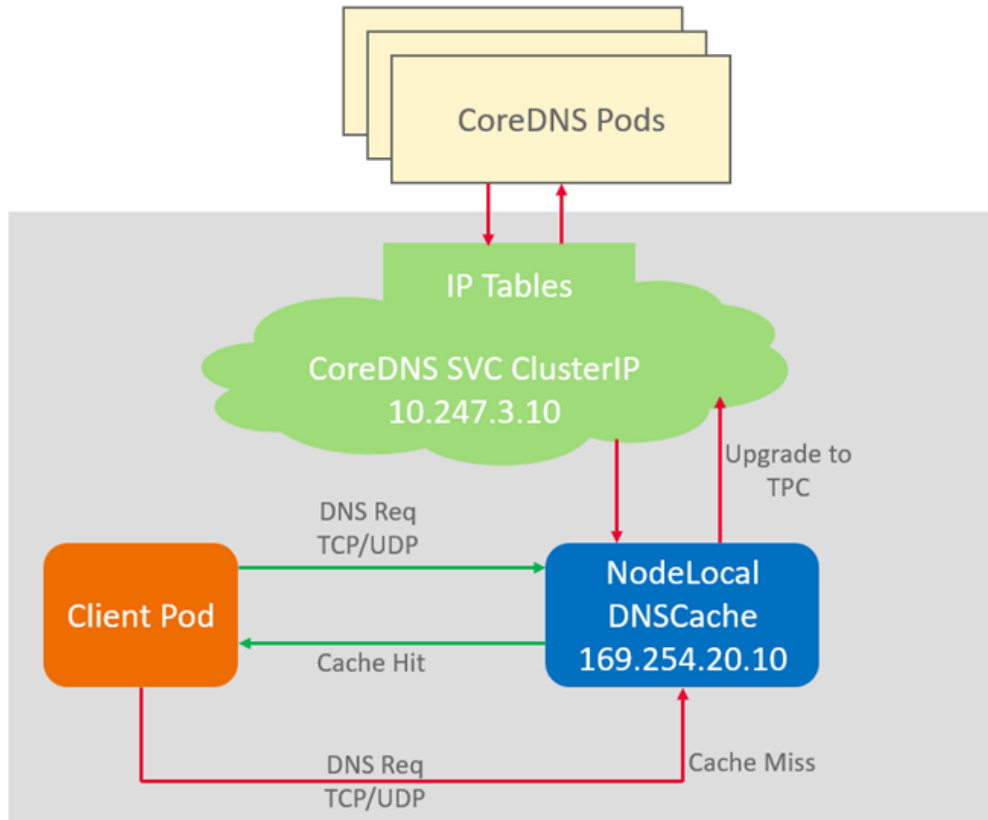 CoreDNS Pods
IP Tables
CoreDNS SVC ClusterIP
10.247.3.10
Upgrade to
TPC
DNS Req
TCP/UDP
Client Pod
NodeLocal
DNSCache
169.254.20.10
Cache Hit
DNS Req
TCP/UDP
Cache Miss